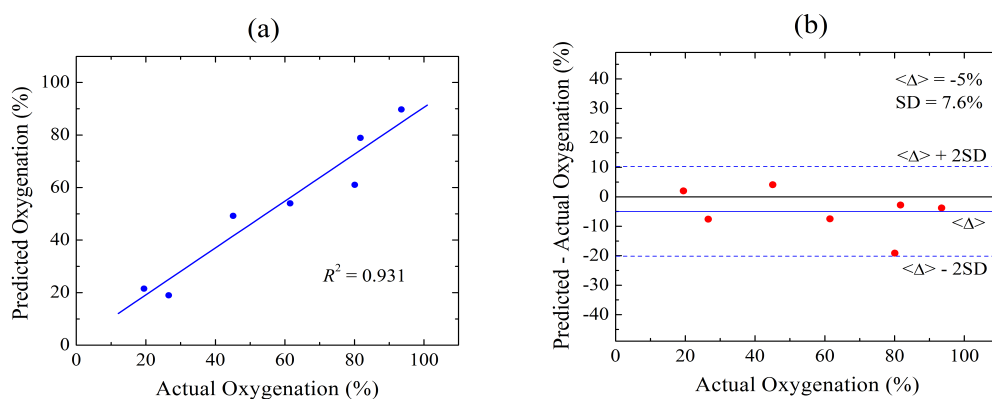 (a)
Predicted Oxygenation (%)
100
80
60
40
20
0
R² = 0.931
0 20 40 60 80 100
Actual Oxygenation (%)
(b)
Predicted - Actual Oxygenation (%)
40
30
20
10
0
-10
-20
-30
-40
<Δ> = -5%
SD = 7.6%
<Δ> + 2SD
<Δ>
<Δ> - 2SD
0 20 40 60 80 100
Actual Oxygenation (%)